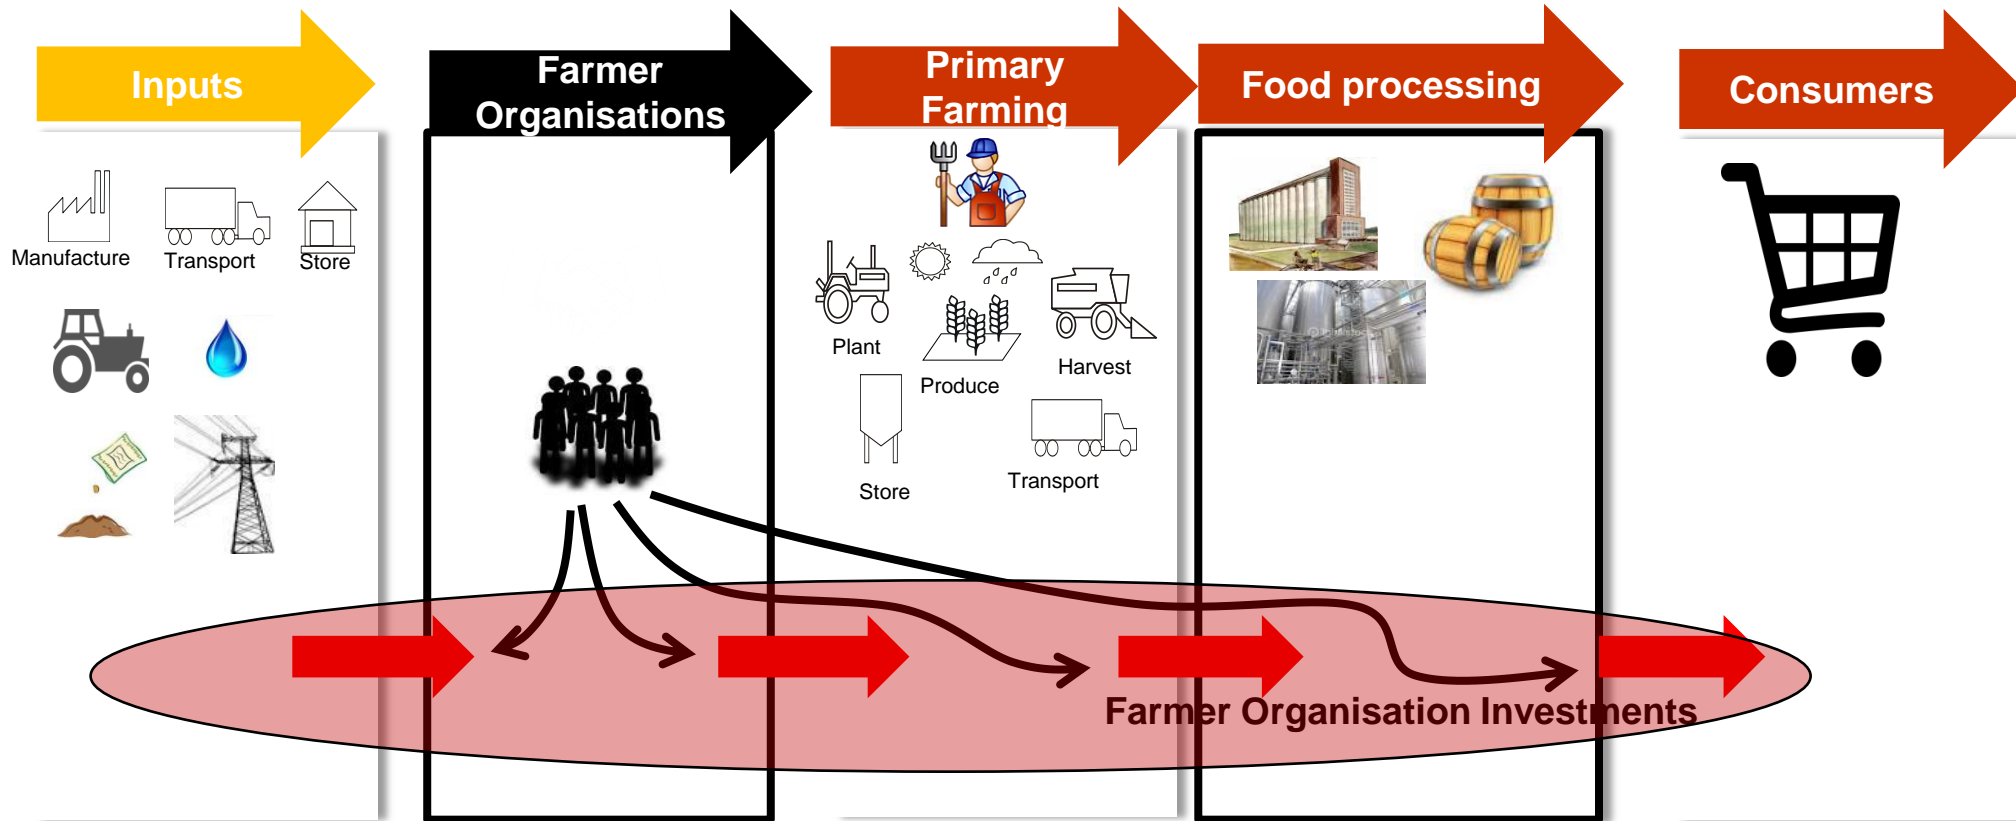 Inputs
Farmer
Organisations
Primary
Farming
Food processing
Consumers
Manufacture
Transport
Store
Plant
Produce
Harvest
Store
Transport
Farmer Organisation Investments